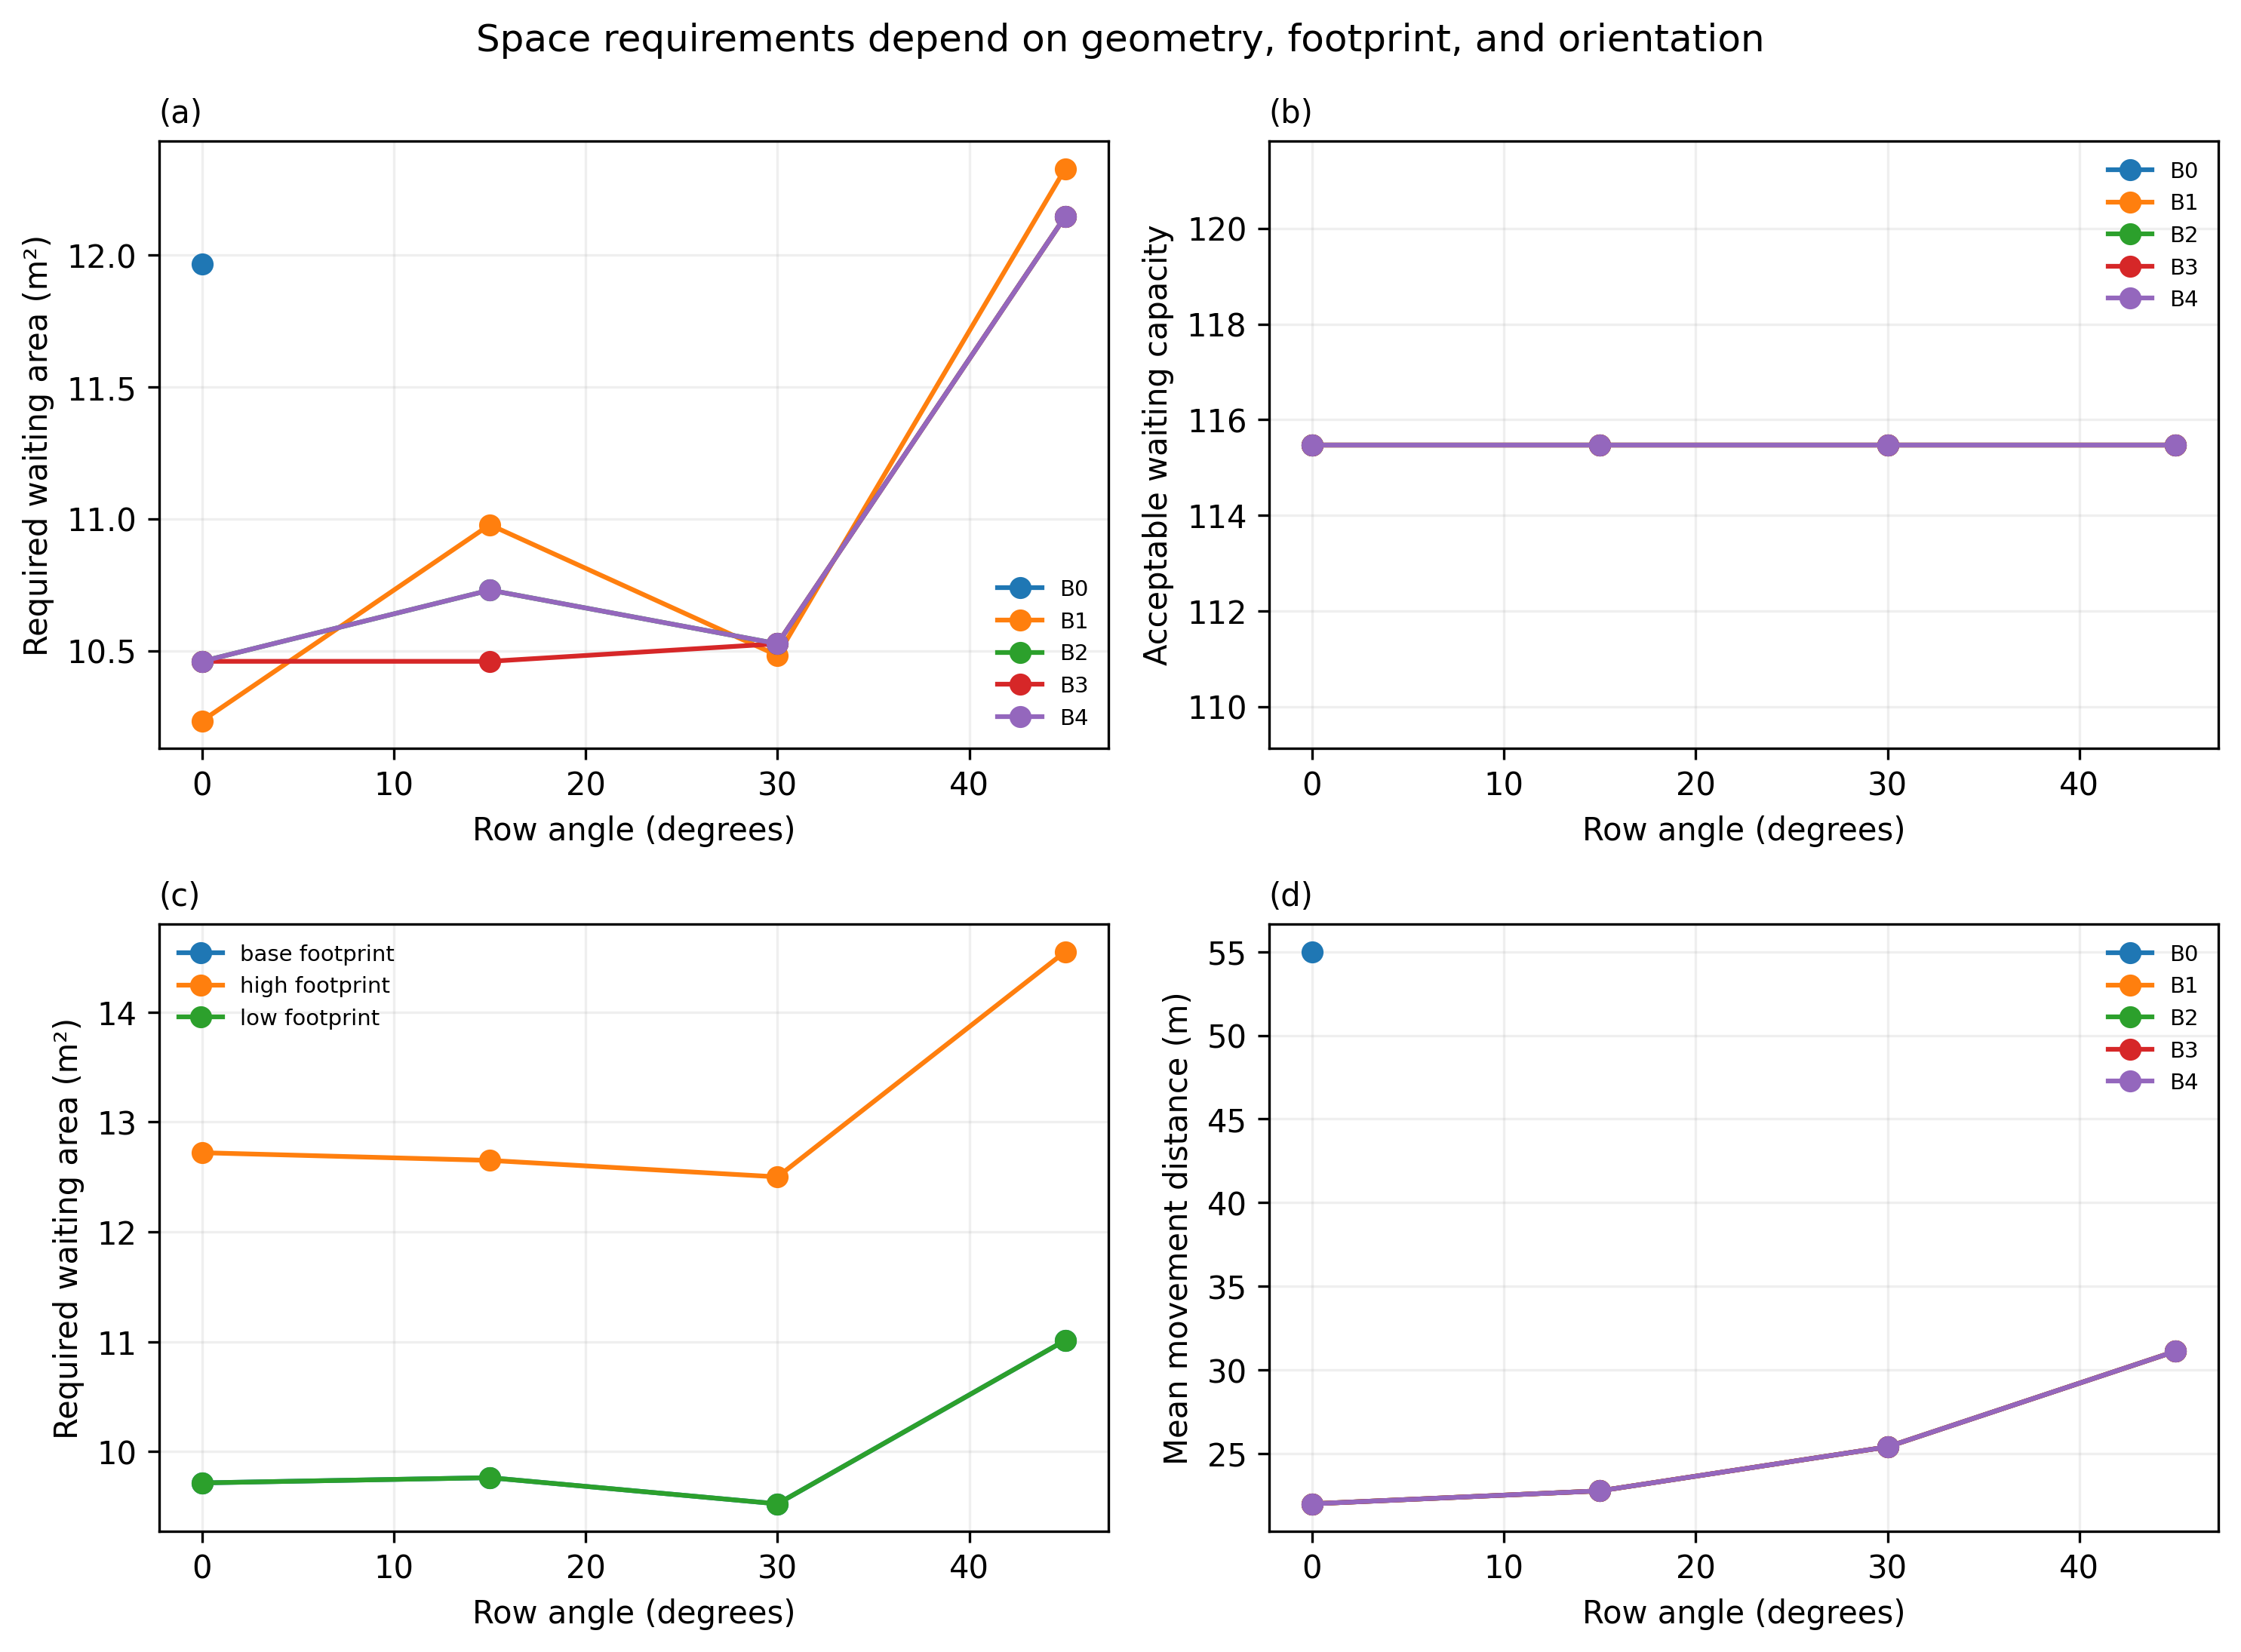 Space requirements depend on geometry, footprint, and orientation
(a)
Required waiting area (m²)
12.0
11.5
11.0
10.5
B0
B1
B2
B3
B4
0
10
20
30
40
Row angle (degrees)
(b)
Acceptable waiting capacity
120
118
116
114
112
110
B0
B1
B2
B3
B4
0
10
20
30
40
Row angle (degrees)
(c)
Required waiting area (m²)
14
13
12
11
10
base footprint
high footprint
low footprint
0
10
20
30
40
Row angle (degrees)
(d)
Mean movement distance (m)
55
50
45
40
35
30
25
B0
B1
B2
B3
B4
0
10
20
30
40
Row angle (degrees)